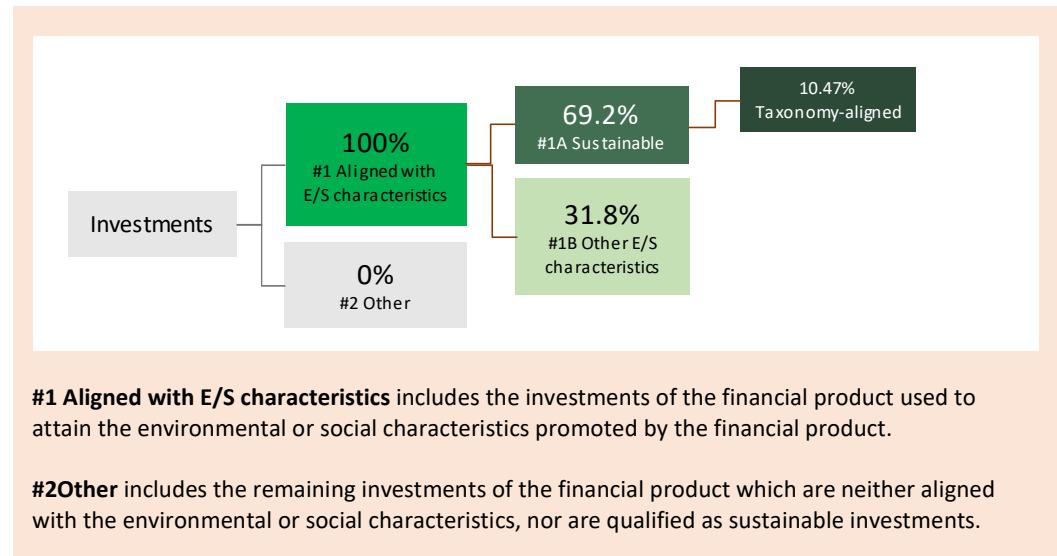 Investments
100%
#1 Aligned with
E/S characteristics
0%
#2 Other
69.2%
#1A Sustainable
31.8%
#1B Other E/S
characteristics
10.47%
Taxonomy-aligned
#1 Aligned with E/S characteristics includes the investments of the financial product used to
attain the environmental or social characteristics promoted by the financial product.
#2Other includes the remaining investments of the financial product which are neither aligned
with the environmental or social characteristics, nor are qualified as sustainable investments.